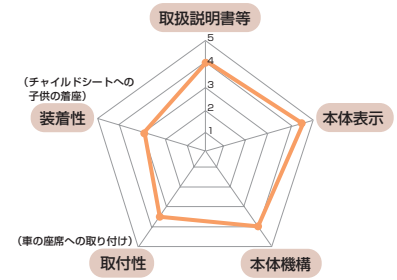 取扱説明書等
5
4
3
2
1
(チャイルドシートへの
子供の着座)
装着性
本体表示
(車の座席への取り付け)
取付性
本体機構